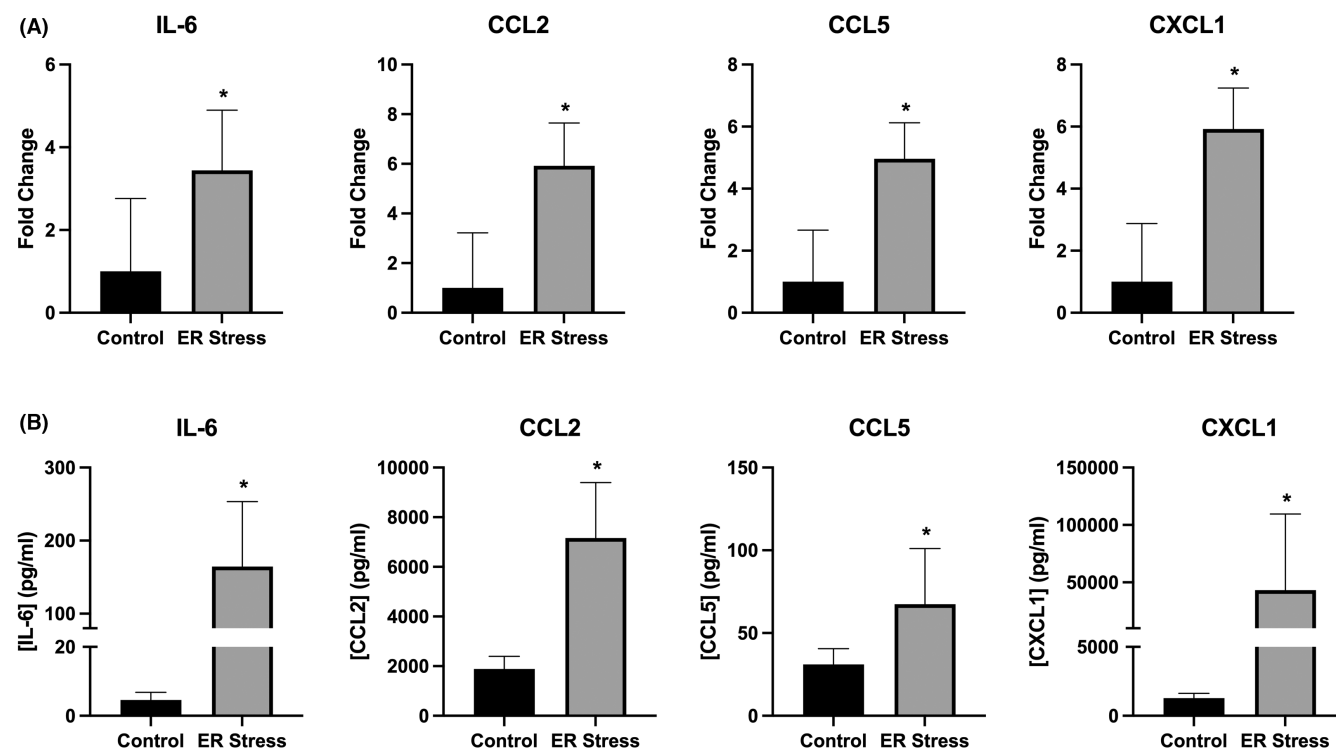 (A)
IL-6
CCL2
CCL5
CXCL1
Fold Change
6
4
2
0
*
Control ER Stress
Fold Change
10
8
6
4
2
0
*
Control ER Stress
Fold Change
8
6
4
2
0
*
Control ER Stress
Fold Change
8
6
4
2
0
*
Control ER Stress
(B)
IL-6
CCL2
CCL5
CXCL1
[IL-6] (pg/ml)
300
200
100
20
0
*
Control ER Stress
[CCL2] (pg/ml)
10000
8000
6000
4000
2000
0
*
Control ER Stress
[CCL5] (pg/ml)
150
100
50
0
*
Control ER Stress
[CXCL1] (pg/ml)
150000
100000
50000
5000
0
*
Control ER Stress